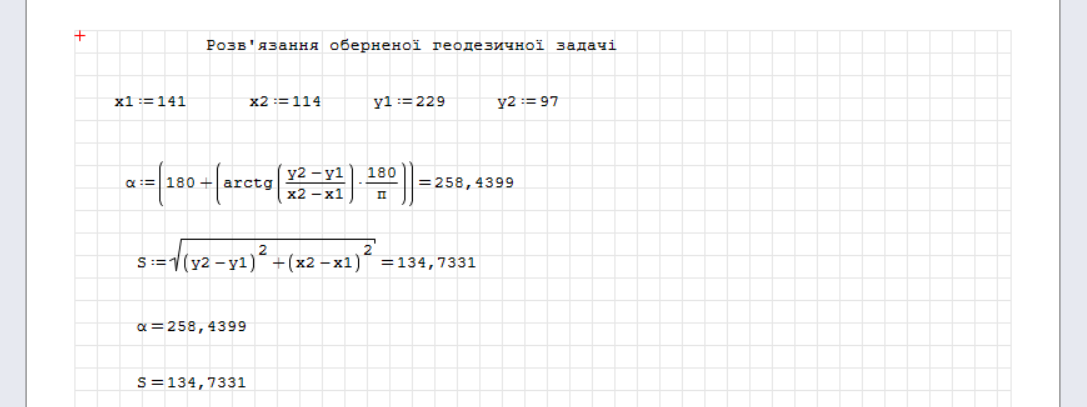 Розв'язання оберненої геодезичної задачі
x1:=141 x2:=114 y1:=229 y2:=97
α:=(180+(arctg((y2-y1)/(x2-x1))·180/π))=258,4399
S:=√((y2-y1)²+(x2-x1)²)=134,7331
α=258,4399
S=134,7331